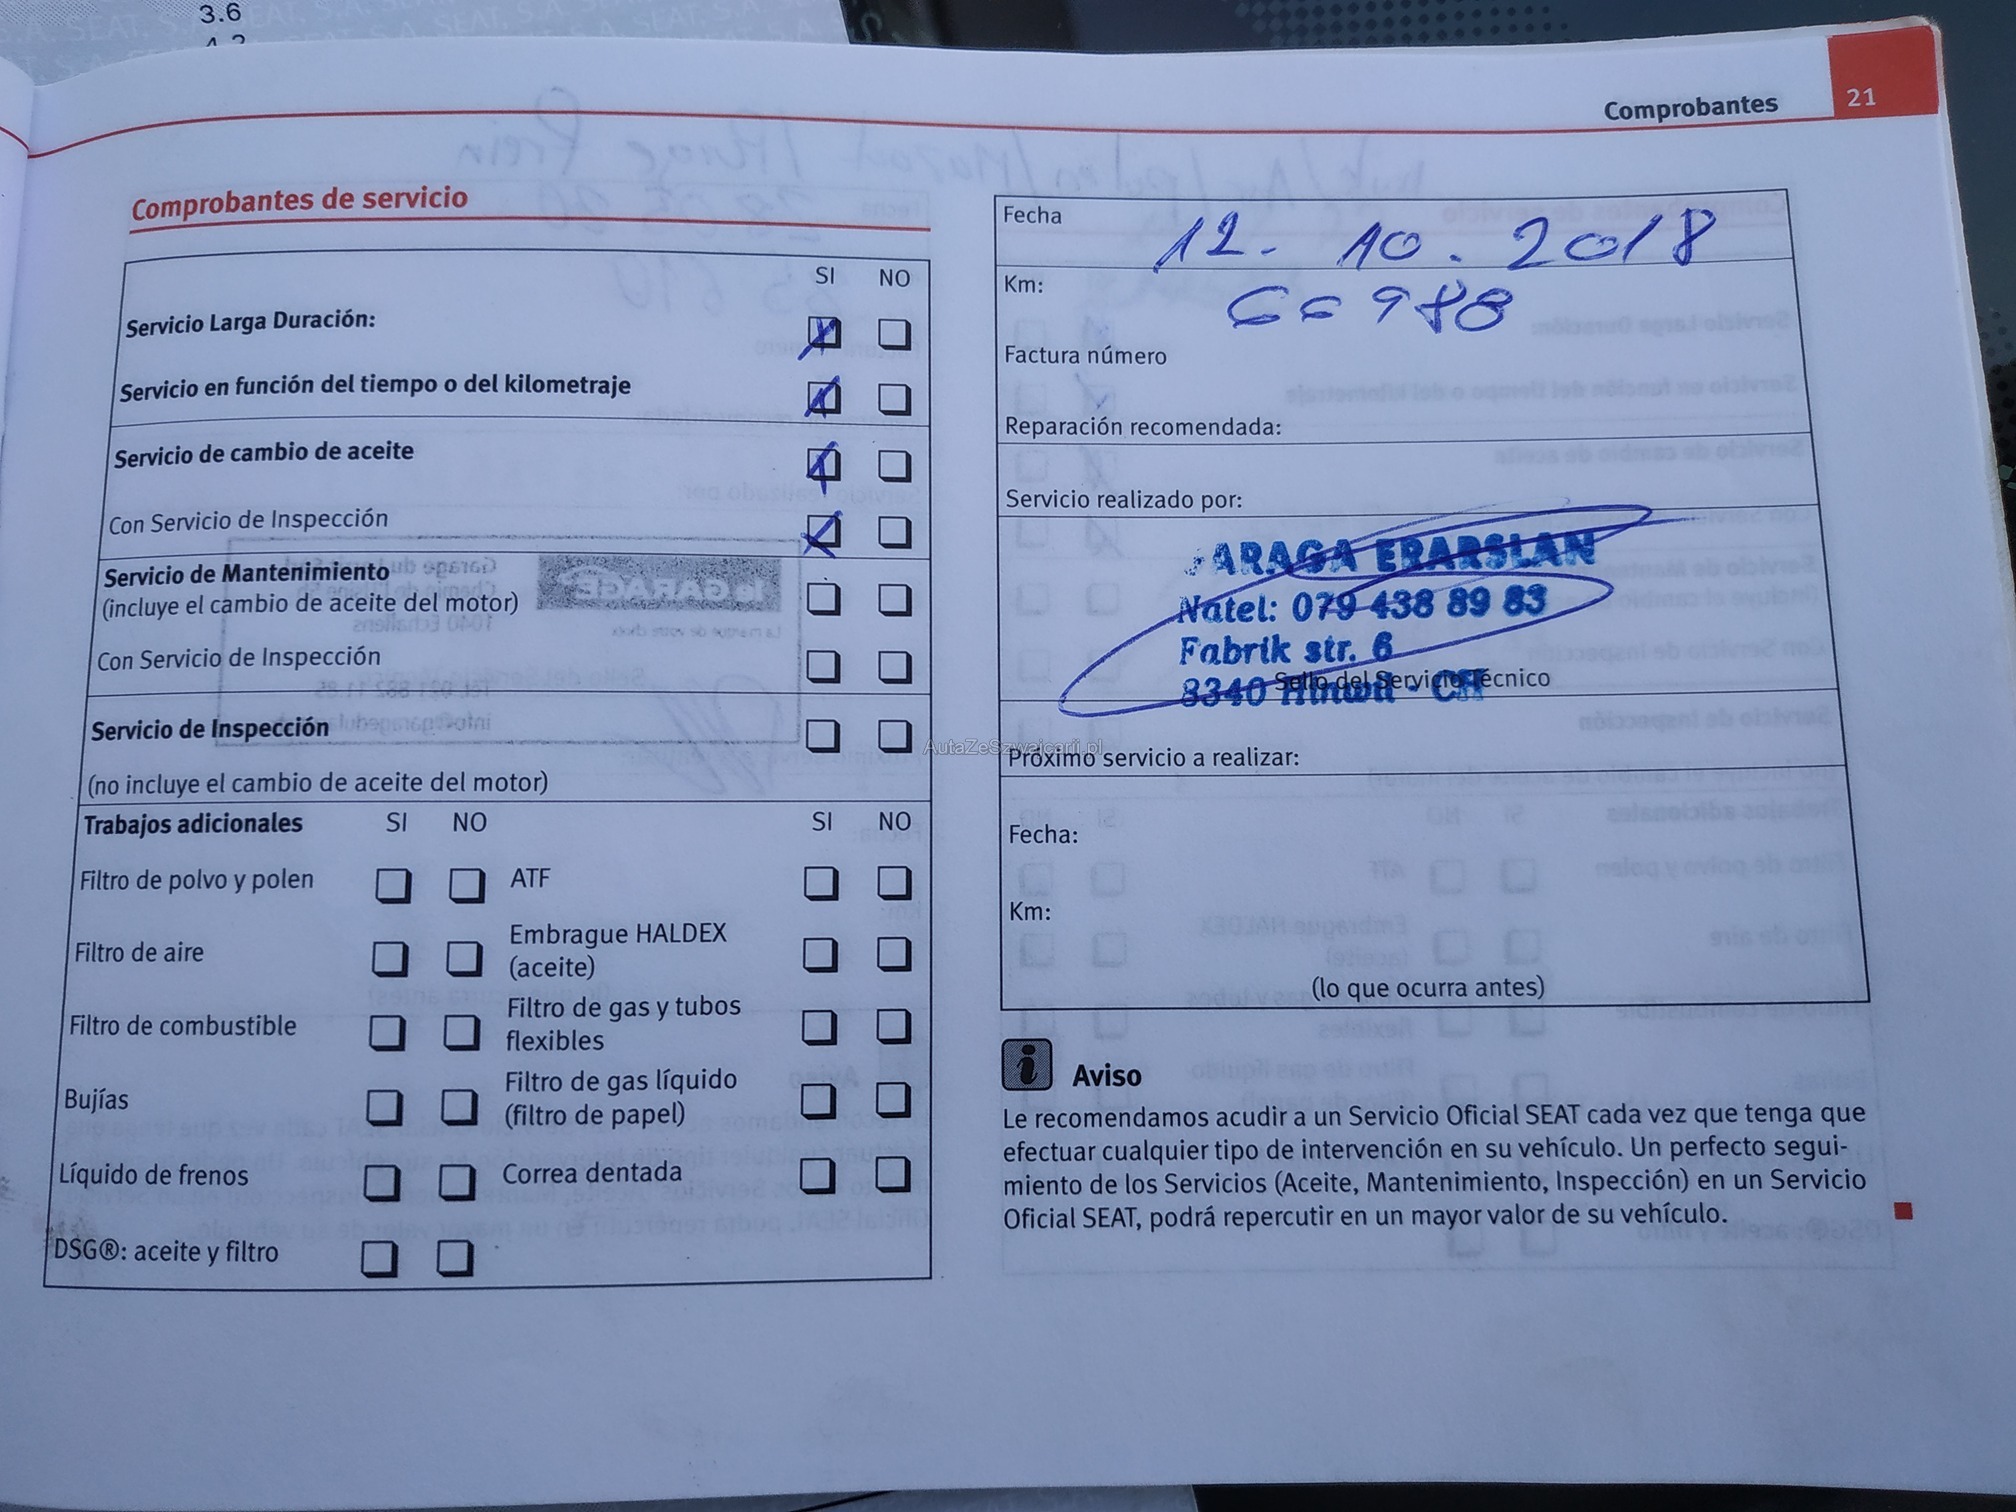 3.6
Comprobantes 21
Comprobantes de servicio
SI NO
Servicio Larga Duración:
Servicio en función del tiempo o del kilometraje
Servicio de cambio de aceite
Con Servicio de Inspección
Servicio de Mantenimiento
(incluye el cambio de aceite del motor)
Con Servicio de Inspección
Servicio de Inspección
(no incluye el cambio de aceite del motor)
Trabajos adicionales SI NO SI NO
Filtro de polvo y polen ATF
Filtro de aire Embrague HALDEX
(aceite)
Filtro de combustible Filtro de gas y tubos
flexibles
Bujías Filtro de gas líquido
(filtro de papel)
Líquido de frenos Correa dentada
DSG®: aceite y filtro
Fecha 12. 10. 2018
Km: 66 978
Factura número
Reparación recomendada:
Servicio realizado por:
ARAGA ERARSLAN
Natel: 079 438 89 83
Fabrik str. 6
8340 - CH
Sello del Servicio Técnico
AutaZeSzwajcarii.pl
Próximo servicio a realizar:
Fecha:
Km:
(lo que ocurra antes)
i Aviso
Le recomendamos acudir a un Servicio Oficial SEAT cada vez que tenga que
efectuar cualquier tipo de intervención en su vehículo. Un perfecto segui-
miento de los Servicios (Aceite, Mantenimiento, Inspección) en un Servicio
Oficial SEAT, podrá repercutir en un mayor valor de su vehículo.